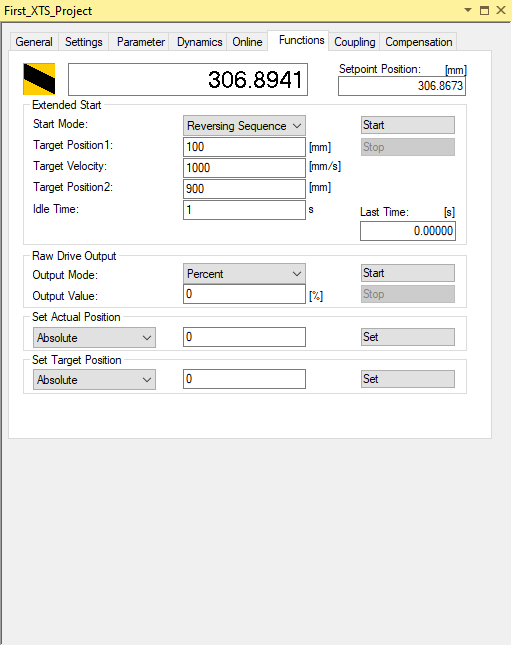 First_XTS_Project
General Settings Parameter Dynamics Online Functions Coupling Compensation
306.8941
Setpoint Position: [mm]
306.8673
Extended Start
Start Mode: Reversing Sequence Start
Target Position1: 100 [mm] Stop
Target Velocity: 1000 [mm/s]
Target Position2: 900 [mm]
Idle Time: 1 s
Last Time: [s]
0.00000
Raw Drive Output
Output Mode: Percent Start
Output Value: 0 [%] Stop
Set Actual Position
Absolute 0 Set
Set Target Position
Absolute 0 Set